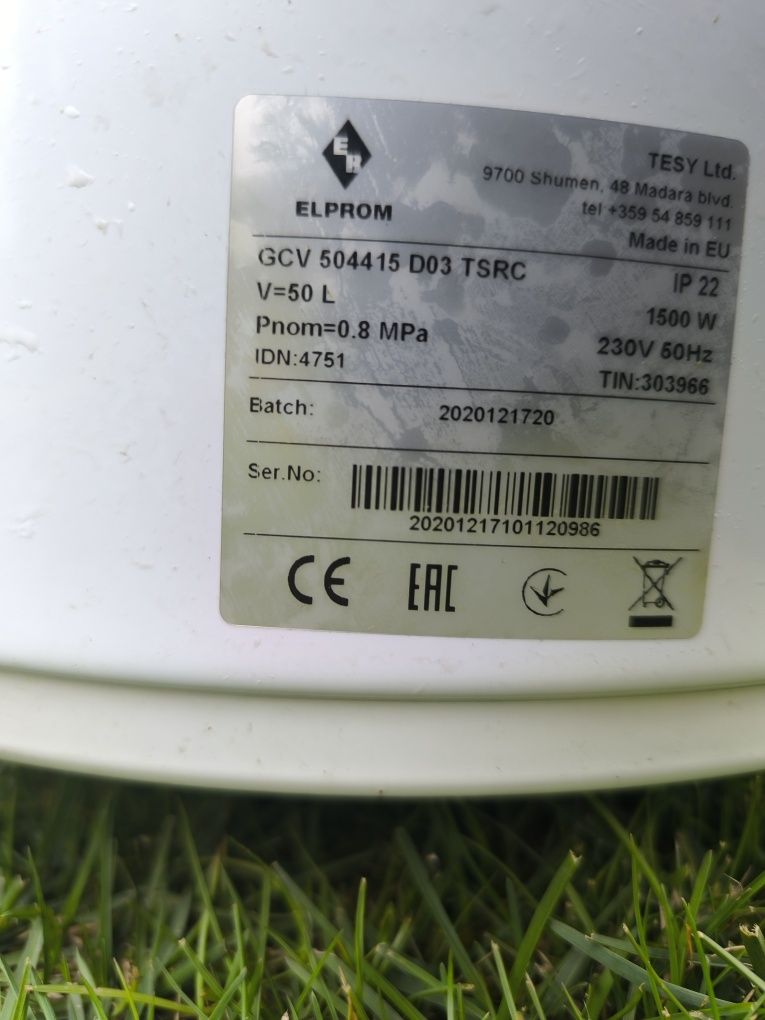 ER
ELPROM
TESY Ltd.
9700 Shumen, 48 Madara blvd.
tel +359 54 859 111
Made in EU
GCV 504415 D03 TSRC
IP 22
V=50 L
1500 W
Pnom=0.8 MPa
230V 50Hz
IDN:4751
TIN:303966
Batch: 2020121720
Ser.No:
20201217101120986
CE EAC